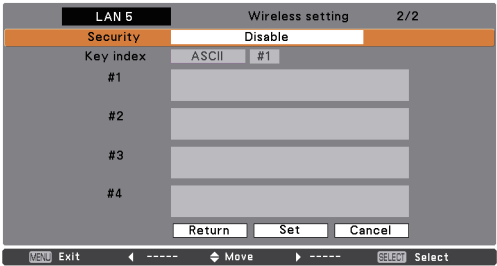 LAN 5 Wireless setting 2/2
Security Disable
Key index ASCII #1
#1
#2
#3
#4
Return Set Cancel
MENU Exit ----- Move ----- SELECT Select